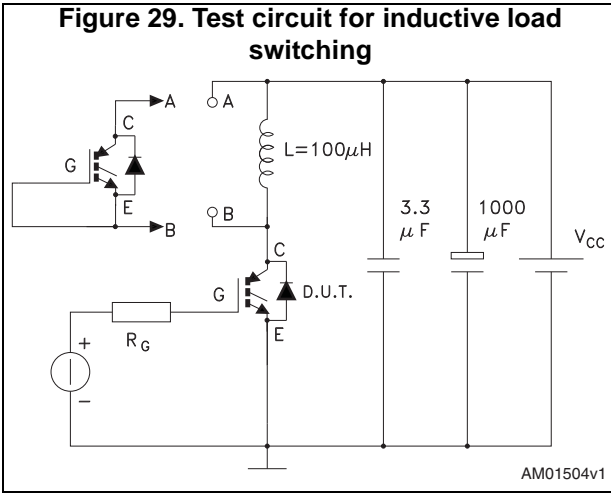 Figure 29. Test circuit for inductive load
switching
A
A
C
G
E
B
B
L=100μH
3.3
μF
1000
μF
VCC
C
G
D.U.T.
E
RG
+
−
AM01504v1